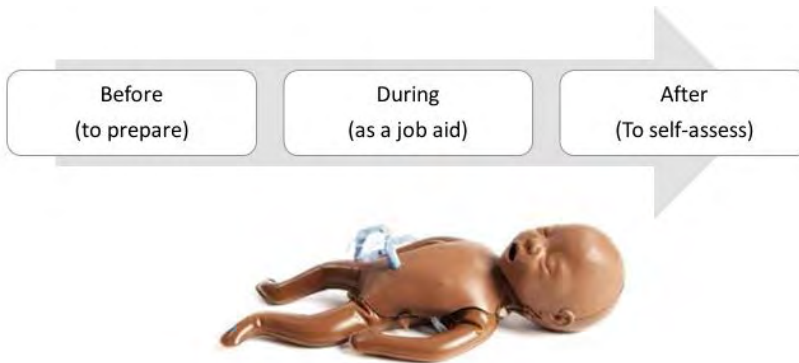 Before
(to prepare)
During
(as a job aid)
After
(To self-assess)